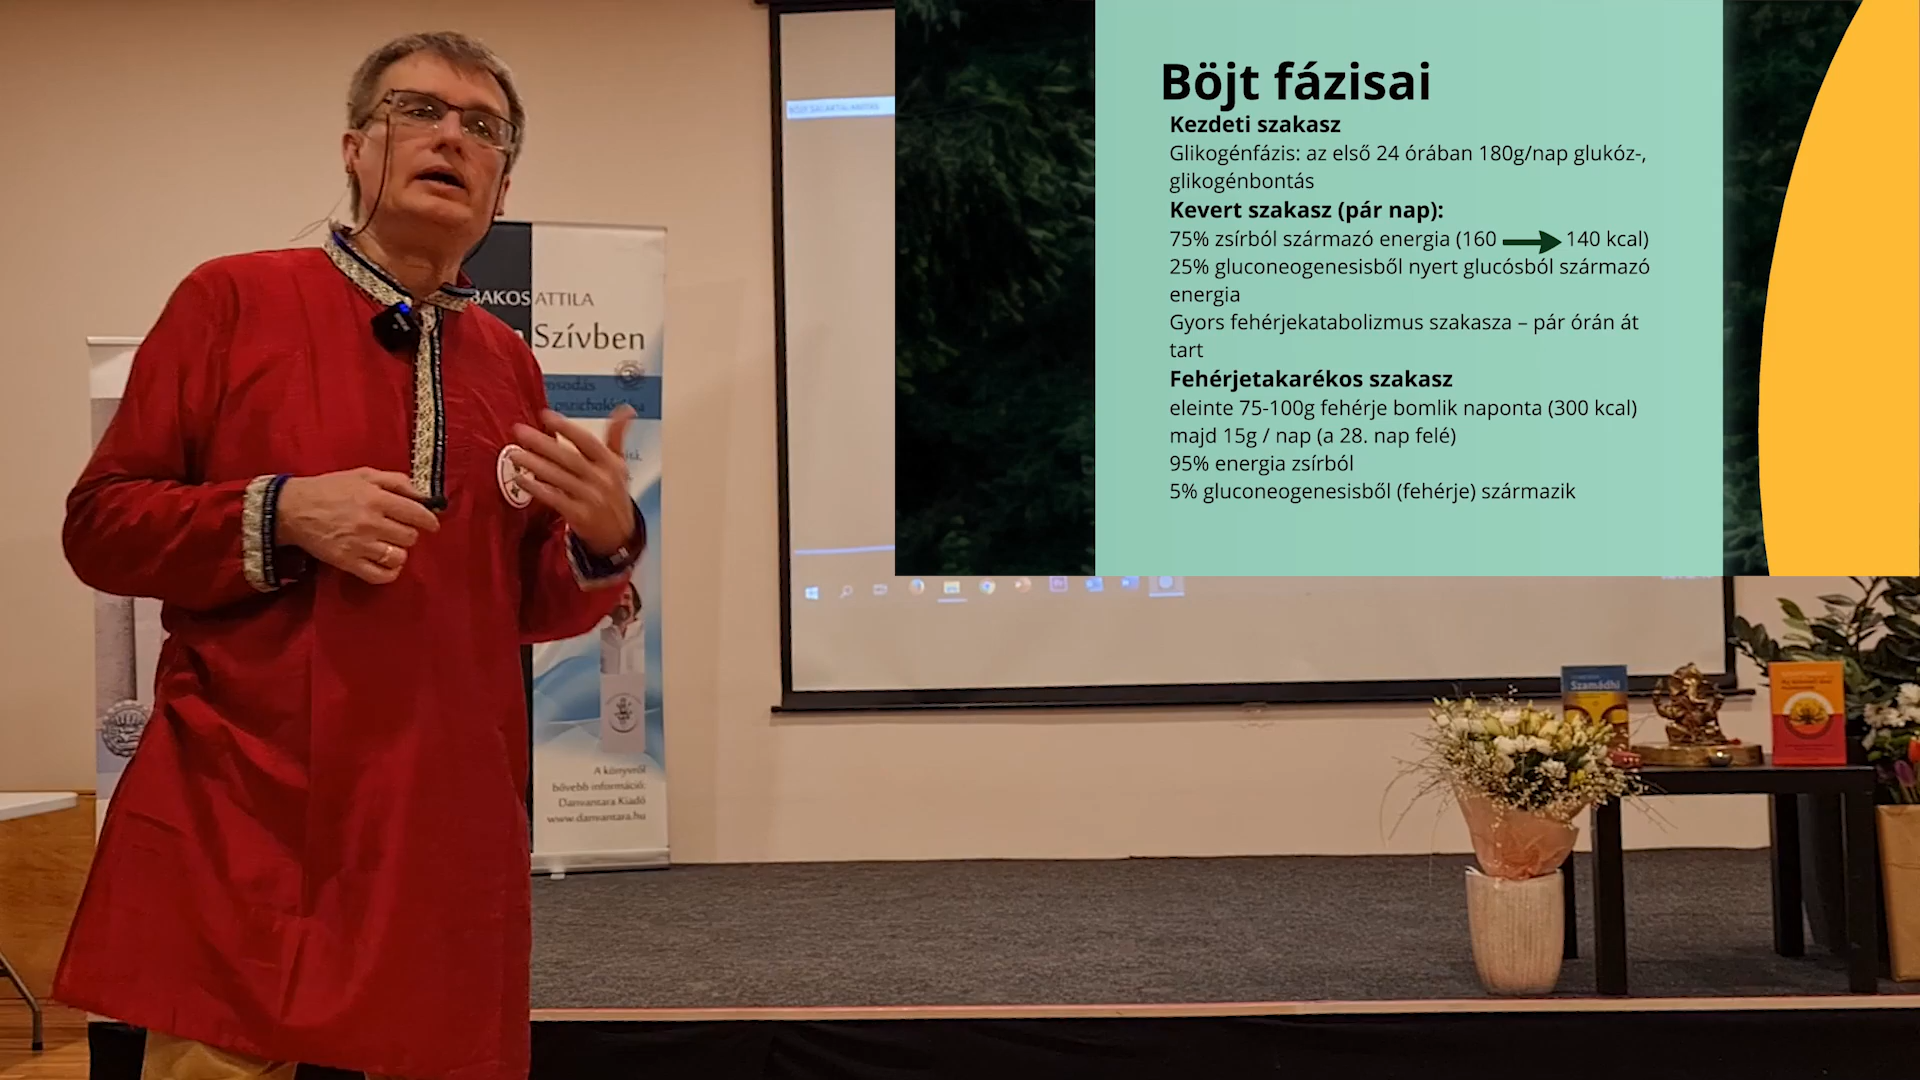 Böjt fázisai
Kezdeti szakasz
Glikogénfázis: az első 24 órában 180g/nap glukóz-,
glikogénbontás
Kevert szakasz (pár nap):
75% zsírból származó energia (160 → 140 kcal)
25% gluconeogenesisből nyert glucósból származó
energia
Gyors fehérjekatabolizmus szakasza – pár órán át
tart
Fehérjetakarékos szakasz
eleinte 75-100g fehérje bomlik naponta (300 kcal)
majd 15g / nap (a 28. nap felé)
95% energia zsírból
5% gluconeogenesisből (fehérje) származik
BAKOS ATTILA
Szívben
A könyvről
bővebb információ:
Damvantara Kiadó
www.damvantara.hu
Szamádhi